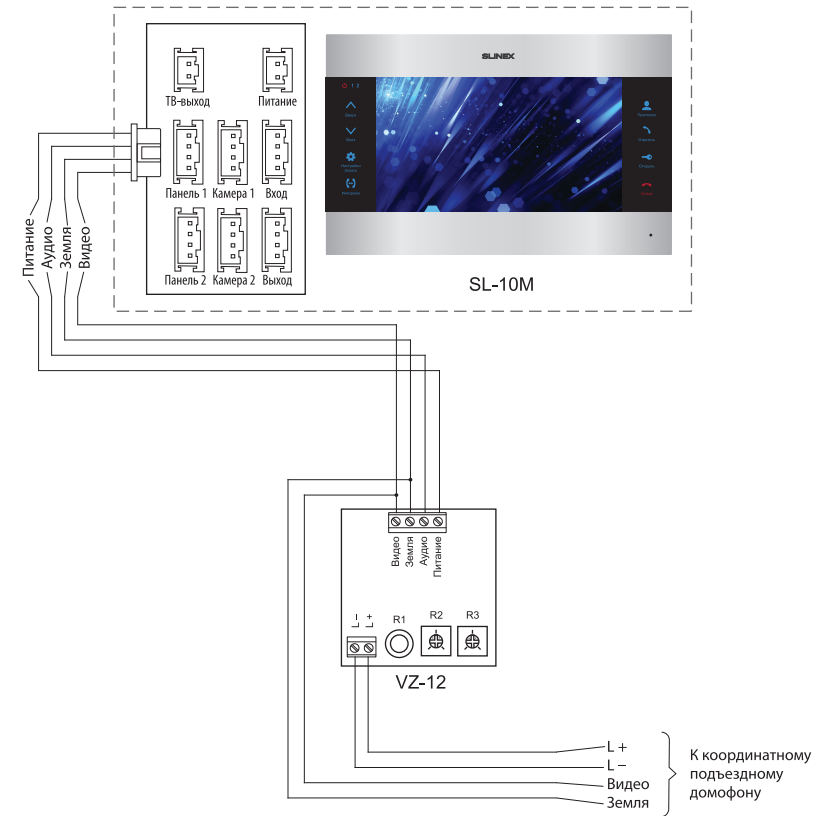 SLINEX
ТВ-выход
Питание
Панель 1
Камера 1
Вход
Панель 2
Камера 2
Выход
SL-10M
Питание
Аудио
Земля
Видео
Видео
Земля
Аудио
Питание
L −
L +
R1
R2
R3
VZ-12
L +
L −
Видео
Земля
К координатному
подъездному
домофону